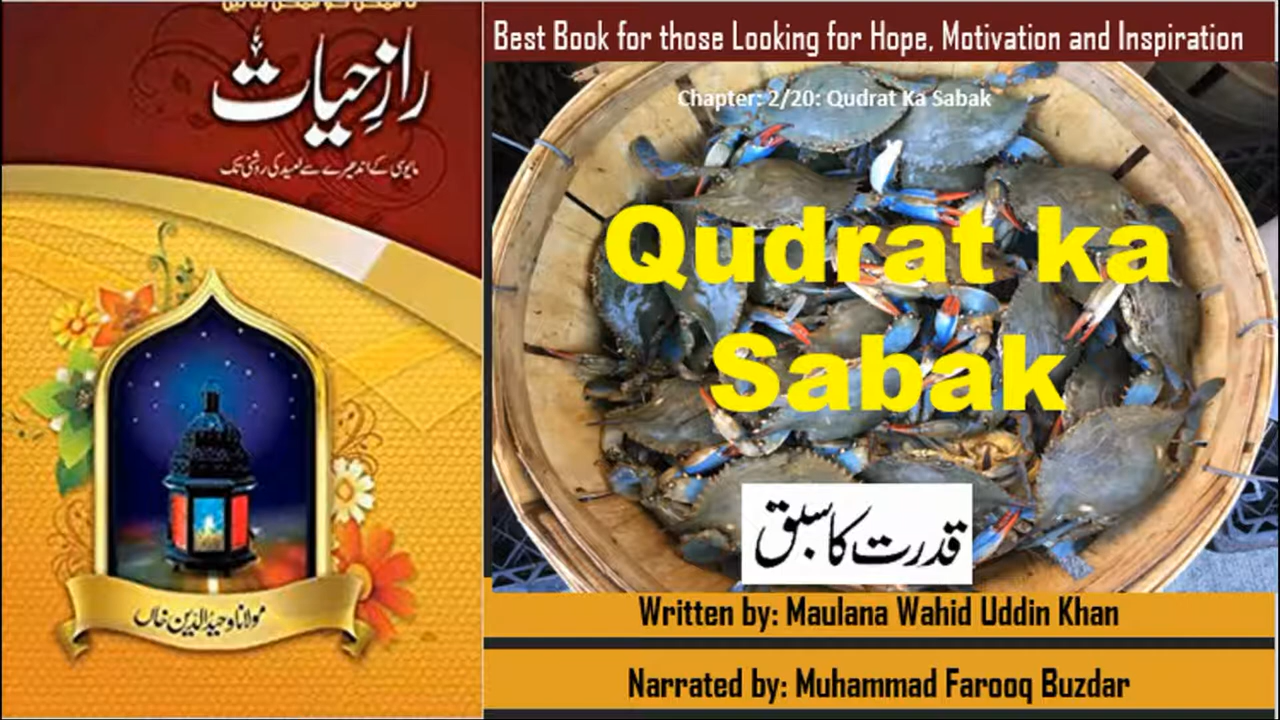 رازِ حیات
مایوسی کے اندھیرے سے امید کی روشنی تک
مولانا وحید الدین خاں
Best Book for those Looking for Hope, Motivation and Inspiration
Chapter: 2/20: Qudrat Ka Sabak
Qudrat ka
Sabak
قدرت کا سبق
Written by: Maulana Wahid Uddin Khan
Narrated by: Muhammad Farooq Buzdar